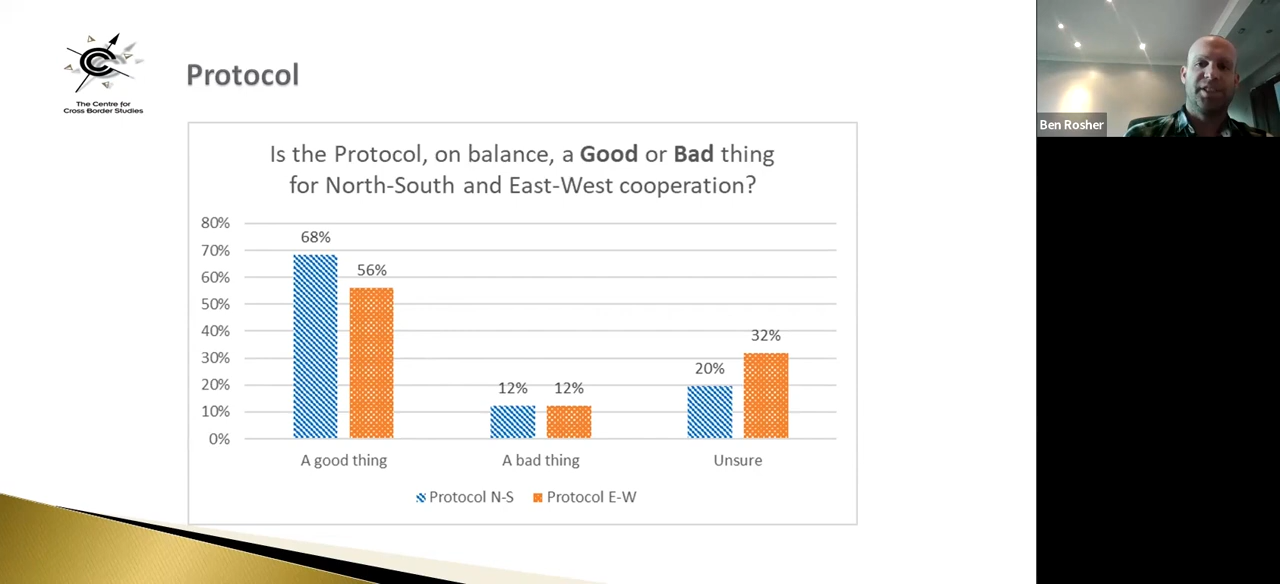 The Centre for
Cross Border Studies
Protocol
Is the Protocol, on balance, a Good or Bad thing
for North-South and East-West cooperation?
80%
70%
60%
50%
40%
30%
20%
10%
0%
68%
56%
12%
12%
20%
32%
A good thing
A bad thing
Unsure
Protocol N-S
Protocol E-W
Ben Rosher